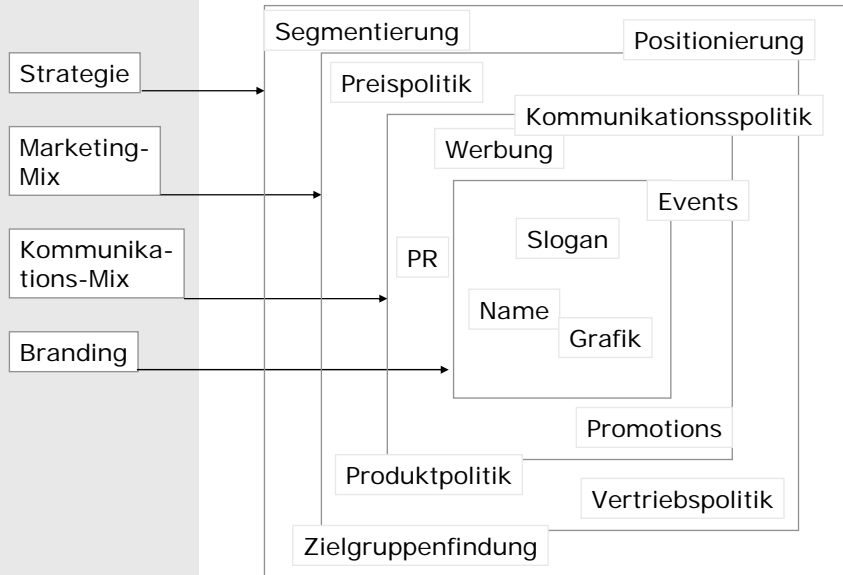 Segmentierung
Positionierung
Strategie
Preispolitik
Kommunikationsspolitik
Marketing-
Mix
Werbung
Events
Slogan
Kommunika-
tions-Mix
PR
Name
Grafik
Branding
Promotions
Produktpolitik
Vertriebspolitik
Zielgruppenfindung